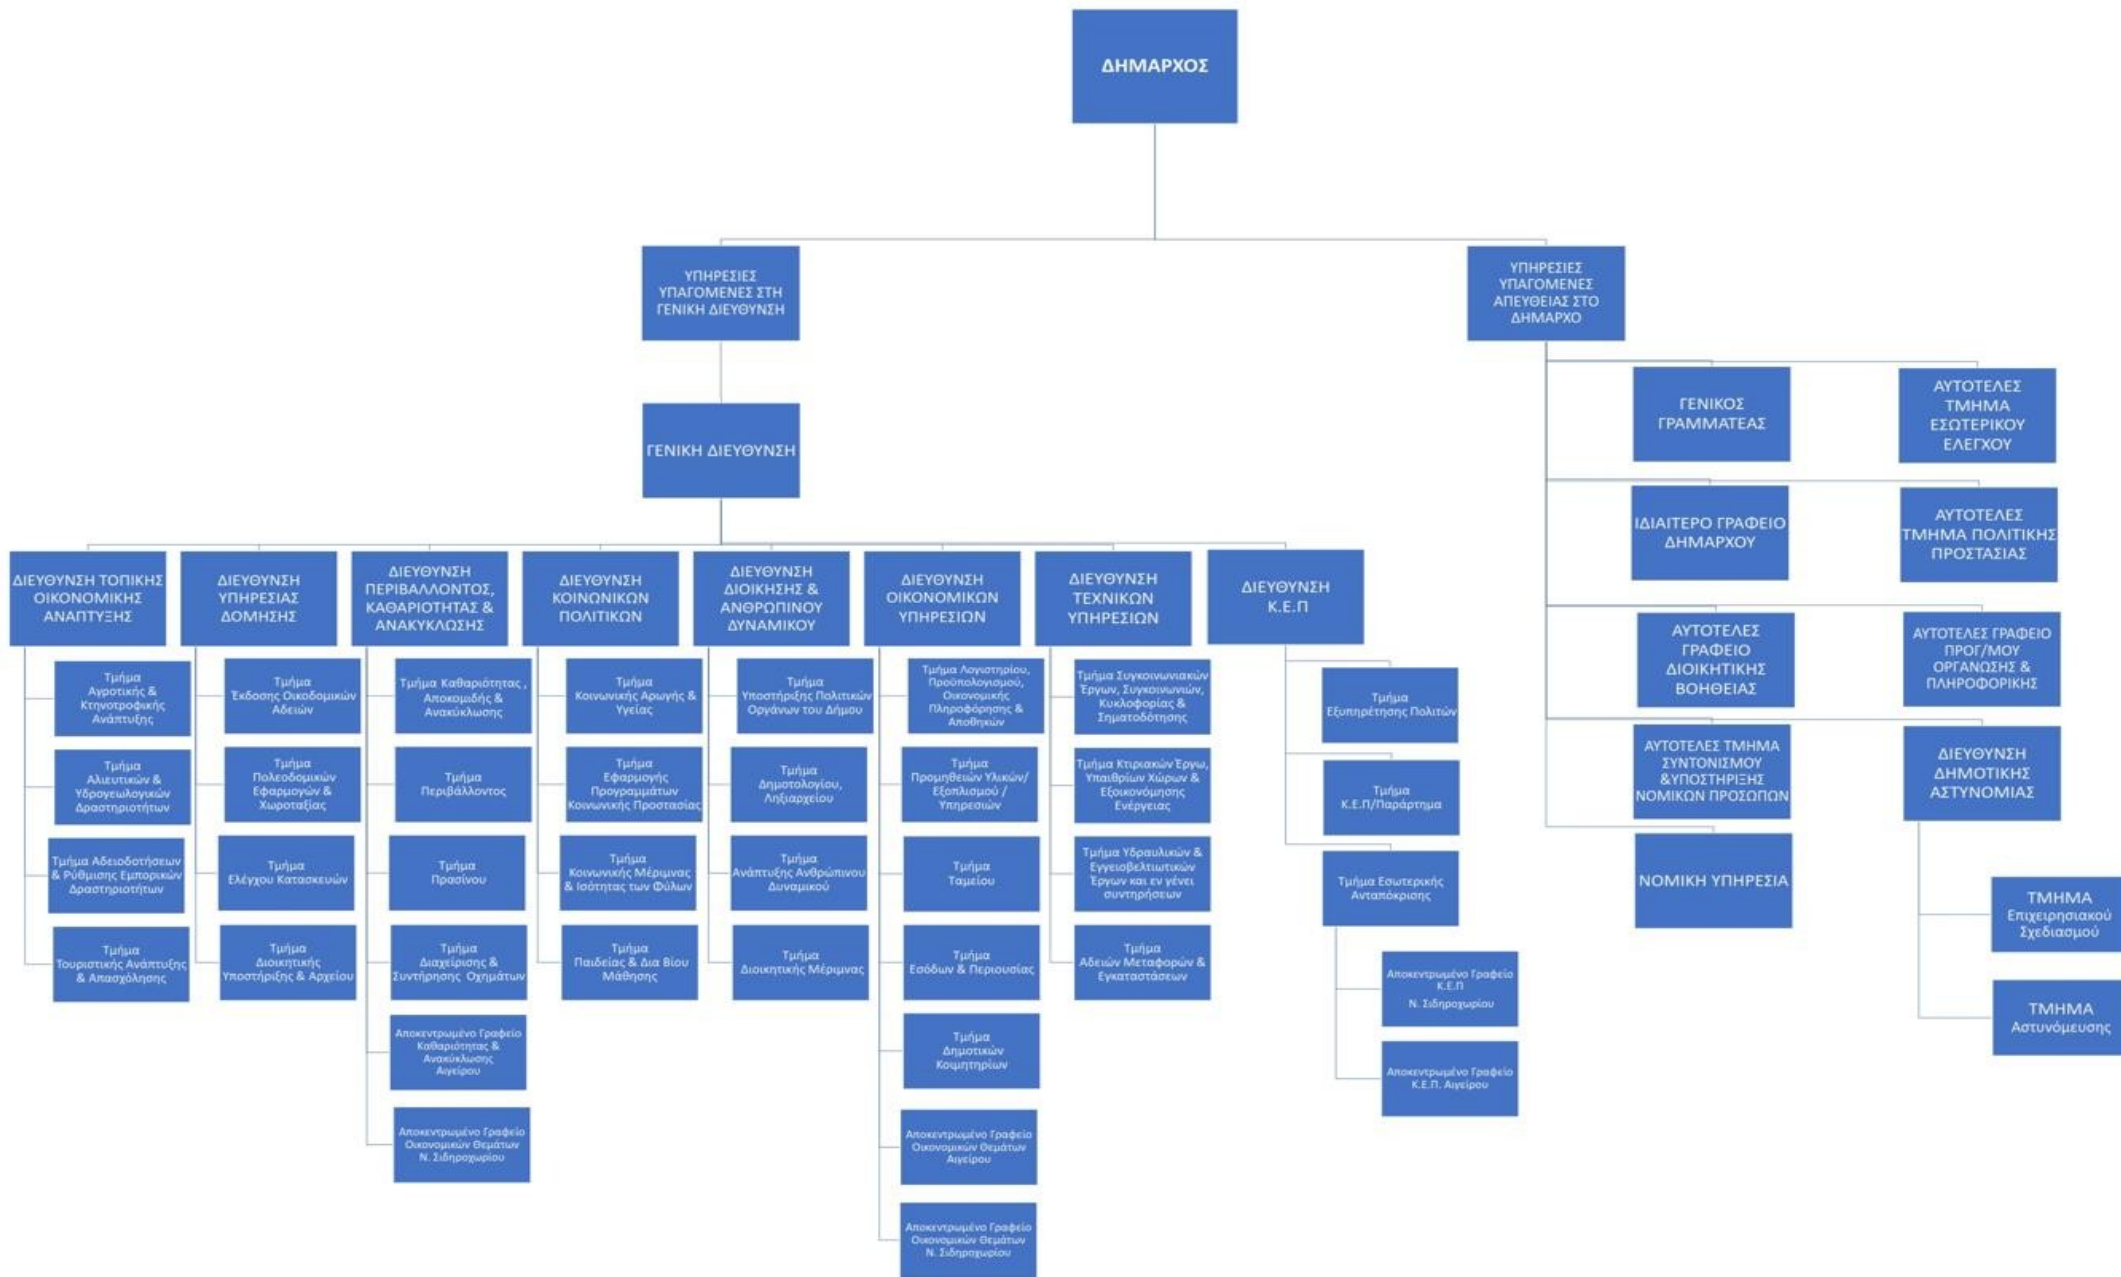 ΔΗΜΑΡΧΟΣ
ΥΠΗΡΕΣΙΕΣ
ΥΠΑΓΟΜΕΝΕΣ ΣΤΗ
ΓΕΝΙΚΗ ΔΙΕΥΘΥΝΣΗ
ΓΕΝΙΚΗ ΔΙΕΥΘΥΝΣΗ
ΔΙΕΥΘΥΝΣΗ ΤΟΠΙΚΗΣ
ΟΙΚΟΝΟΜΙΚΗΣ
ΑΝΑΠΤΥΞΗΣ
Τμήμα
Αγροτικής &
Κτηνοτροφικής
Ανάπτυξης
Τμήμα
Αλιευτικών &
Υδρογεωλογικών
Δραστηριοτήτων
Τμήμα Αδειοδοτήσεων
& Ρύθμισης Εμπορικών
Δραστηριοτήτων
Τμήμα
Τουριστικής Ανάπτυξης
& Απασχόλησης
ΔΙΕΥΘΥΝΣΗ
ΥΠΗΡΕΣΙΑΣ
ΔΟΜΗΣΗΣ
Τμήμα
Έκδοσης Οικοδομικών
Αδειών
Τμήμα
Πολεοδομικών
Εφαρμογών &
Χωροταξίας
Τμήμα
Ελέγχου Κατασκευών
Τμήμα
Διοικητικής
Υποστήριξης & Αρχείου
ΔΙΕΥΘΥΝΣΗ
ΠΕΡΙΒΑΛΛΟΝΤΟΣ,
ΚΑΘΑΡΙΟΤΗΤΑΣ &
ΑΝΑΚΥΚΛΩΣΗΣ
Τμήμα Καθαριότητας ,
Αποκομιδής &
Ανακύκλωσης
Τμήμα
Περιβάλλοντος
Τμήμα
Πρασίνου
Τμήμα
Διαχείρισης &
Συντήρησης Οχημάτων
Αποκεντρωμένο Γραφείο
Καθαριότητας &
Ανακύκλωσης
Αιγείρου
Αποκεντρωμένο Γραφείο
Οικονομικών Θεμάτων
Ν. Σιδηροχωρίου
ΔΙΕΥΘΥΝΣΗ
ΚΟΙΝΩΝΙΚΩΝ
ΠΟΛΙΤΙΚΩΝ
Τμήμα
Κοινωνικής Αρωγής &
Υγείας
Τμήμα
Εφαρμογής
Προγραμμάτων
Κοινωνικής Προστασίας
Τμήμα
Κοινωνικής Μέριμνας
& Ισότητας των Φύλων
Τμήμα
Παιδείας & Δια Βίου
Μάθησης
ΔΙΕΥΘΥΝΣΗ
ΔΙΟΙΚΗΣΗΣ &
ΑΝΘΡΩΠΙΝΟΥ
ΔΥΝΑΜΙΚΟΥ
Τμήμα
Υποστήριξης Πολιτικών
Οργάνων του Δήμου
Τμήμα
Δημοτολογίου,
Ληξιαρχείου
Τμήμα
Ανάπτυξης Ανθρώπινου
Δυναμικού
Τμήμα
Διοικητικής Μέριμνας
ΔΙΕΥΘΥΝΣΗ
ΟΙΚΟΝΟΜΙΚΩΝ
ΥΠΗΡΕΣΙΩΝ
Τμήμα Λογιστηρίου,
Προϋπολογισμού,
Οικονομικής
Πληροφόρησης &
Αποθηκών
Τμήμα
Προμηθειών Υλικών/
Εξοπλισμού /
Υπηρεσιών
Τμήμα
Ταμείου
Τμήμα
Εσόδων & Περιουσίας
Τμήμα
Δημοτικών
Κοιμητηρίων
Αποκεντρωμένο Γραφείο
Οικονομικών Θεμάτων
Αιγείρου
Αποκεντρωμένο Γραφείο
Οικονομικών Θεμάτων
Ν. Σιδηροχωρίου
ΔΙΕΥΘΥΝΣΗ
ΤΕΧΝΙΚΩΝ
ΥΠΗΡΕΣΙΩΝ
Τμήμα Συγκοινωνιακών
Έργων, Συγκοινωνιών,
Κυκλοφορίας &
Σηματοδότησης
Τμήμα Κτιριακών Έργω,
Υπαιθρίων Χώρων &
Εξοικονόμησης
Ενέργειας
Τμήμα Υδραυλικών &
Εγγειοβελτιωτικών
Έργων και εν γένει
συντηρήσεων
Τμήμα
Αδειών Μεταφορών &
Εγκαταστάσεων
ΔΙΕΥΘΥΝΣΗ
Κ.Ε.Π
Τμήμα
Εξυπηρέτησης Πολιτών
Τμήμα
Κ.Ε.Π/Παράρτημα
Τμήμα Εσωτερικής
Ανταπόκρισης
Αποκεντρωμένο Γραφείο
Κ.Ε.Π
Ν. Σιδηροχωρίου
Αποκεντρωμένο Γραφείο
Κ.Ε.Π. Αιγείρου
ΥΠΗΡΕΣΙΕΣ
ΥΠΑΓΟΜΕΝΕΣ
ΑΠΕΥΘΕΙΑΣ ΣΤΟ
ΔΗΜΑΡΧΟ
ΓΕΝΙΚΟΣ
ΓΡΑΜΜΑΤΕΑΣ
ΑΥΤΟΤΕΛΕΣ
ΤΜΗΜΑ
ΕΣΩΤΕΡΙΚΟΥ
ΕΛΕΓΧΟΥ
ΙΔΙΑΙΤΕΡΟ ΓΡΑΦΕΙΟ
ΔΗΜΑΡΧΟΥ
ΑΥΤΟΤΕΛΕΣ
ΤΜΗΜΑ ΠΟΛΙΤΙΚΗΣ
ΠΡΟΣΤΑΣΙΑΣ
ΑΥΤΟΤΕΛΕΣ
ΓΡΑΦΕΙΟ
ΔΙΟΙΚΗΤΙΚΗΣ
ΒΟΗΘΕΙΑΣ
ΑΥΤΟΤΕΛΕΣ ΓΡΑΦΕΙΟ
ΠΡΟΓ/ΜΟΥ
ΟΡΓΑΝΩΣΗΣ &
ΠΛΗΡΟΦΟΡΙΚΗΣ
ΑΥΤΟΤΕΛΕΣ ΤΜΗΜΑ
ΣΥΝΤΟΝΙΣΜΟΥ
&ΥΠΟΣΤΗΡΙΞΗΣ
ΝΟΜΙΚΩΝ ΠΡΟΣΩΠΩΝ
ΔΙΕΥΘΥΝΣΗ
ΔΗΜΟΤΙΚΗΣ
ΑΣΤΥΝΟΜΙΑΣ
ΝΟΜΙΚΗ ΥΠΗΡΕΣΙΑ
ΤΜΗΜΑ
Επιχειρησιακού
Σχεδιασμού
ΤΜΗΜΑ
Αστυνόμευσης